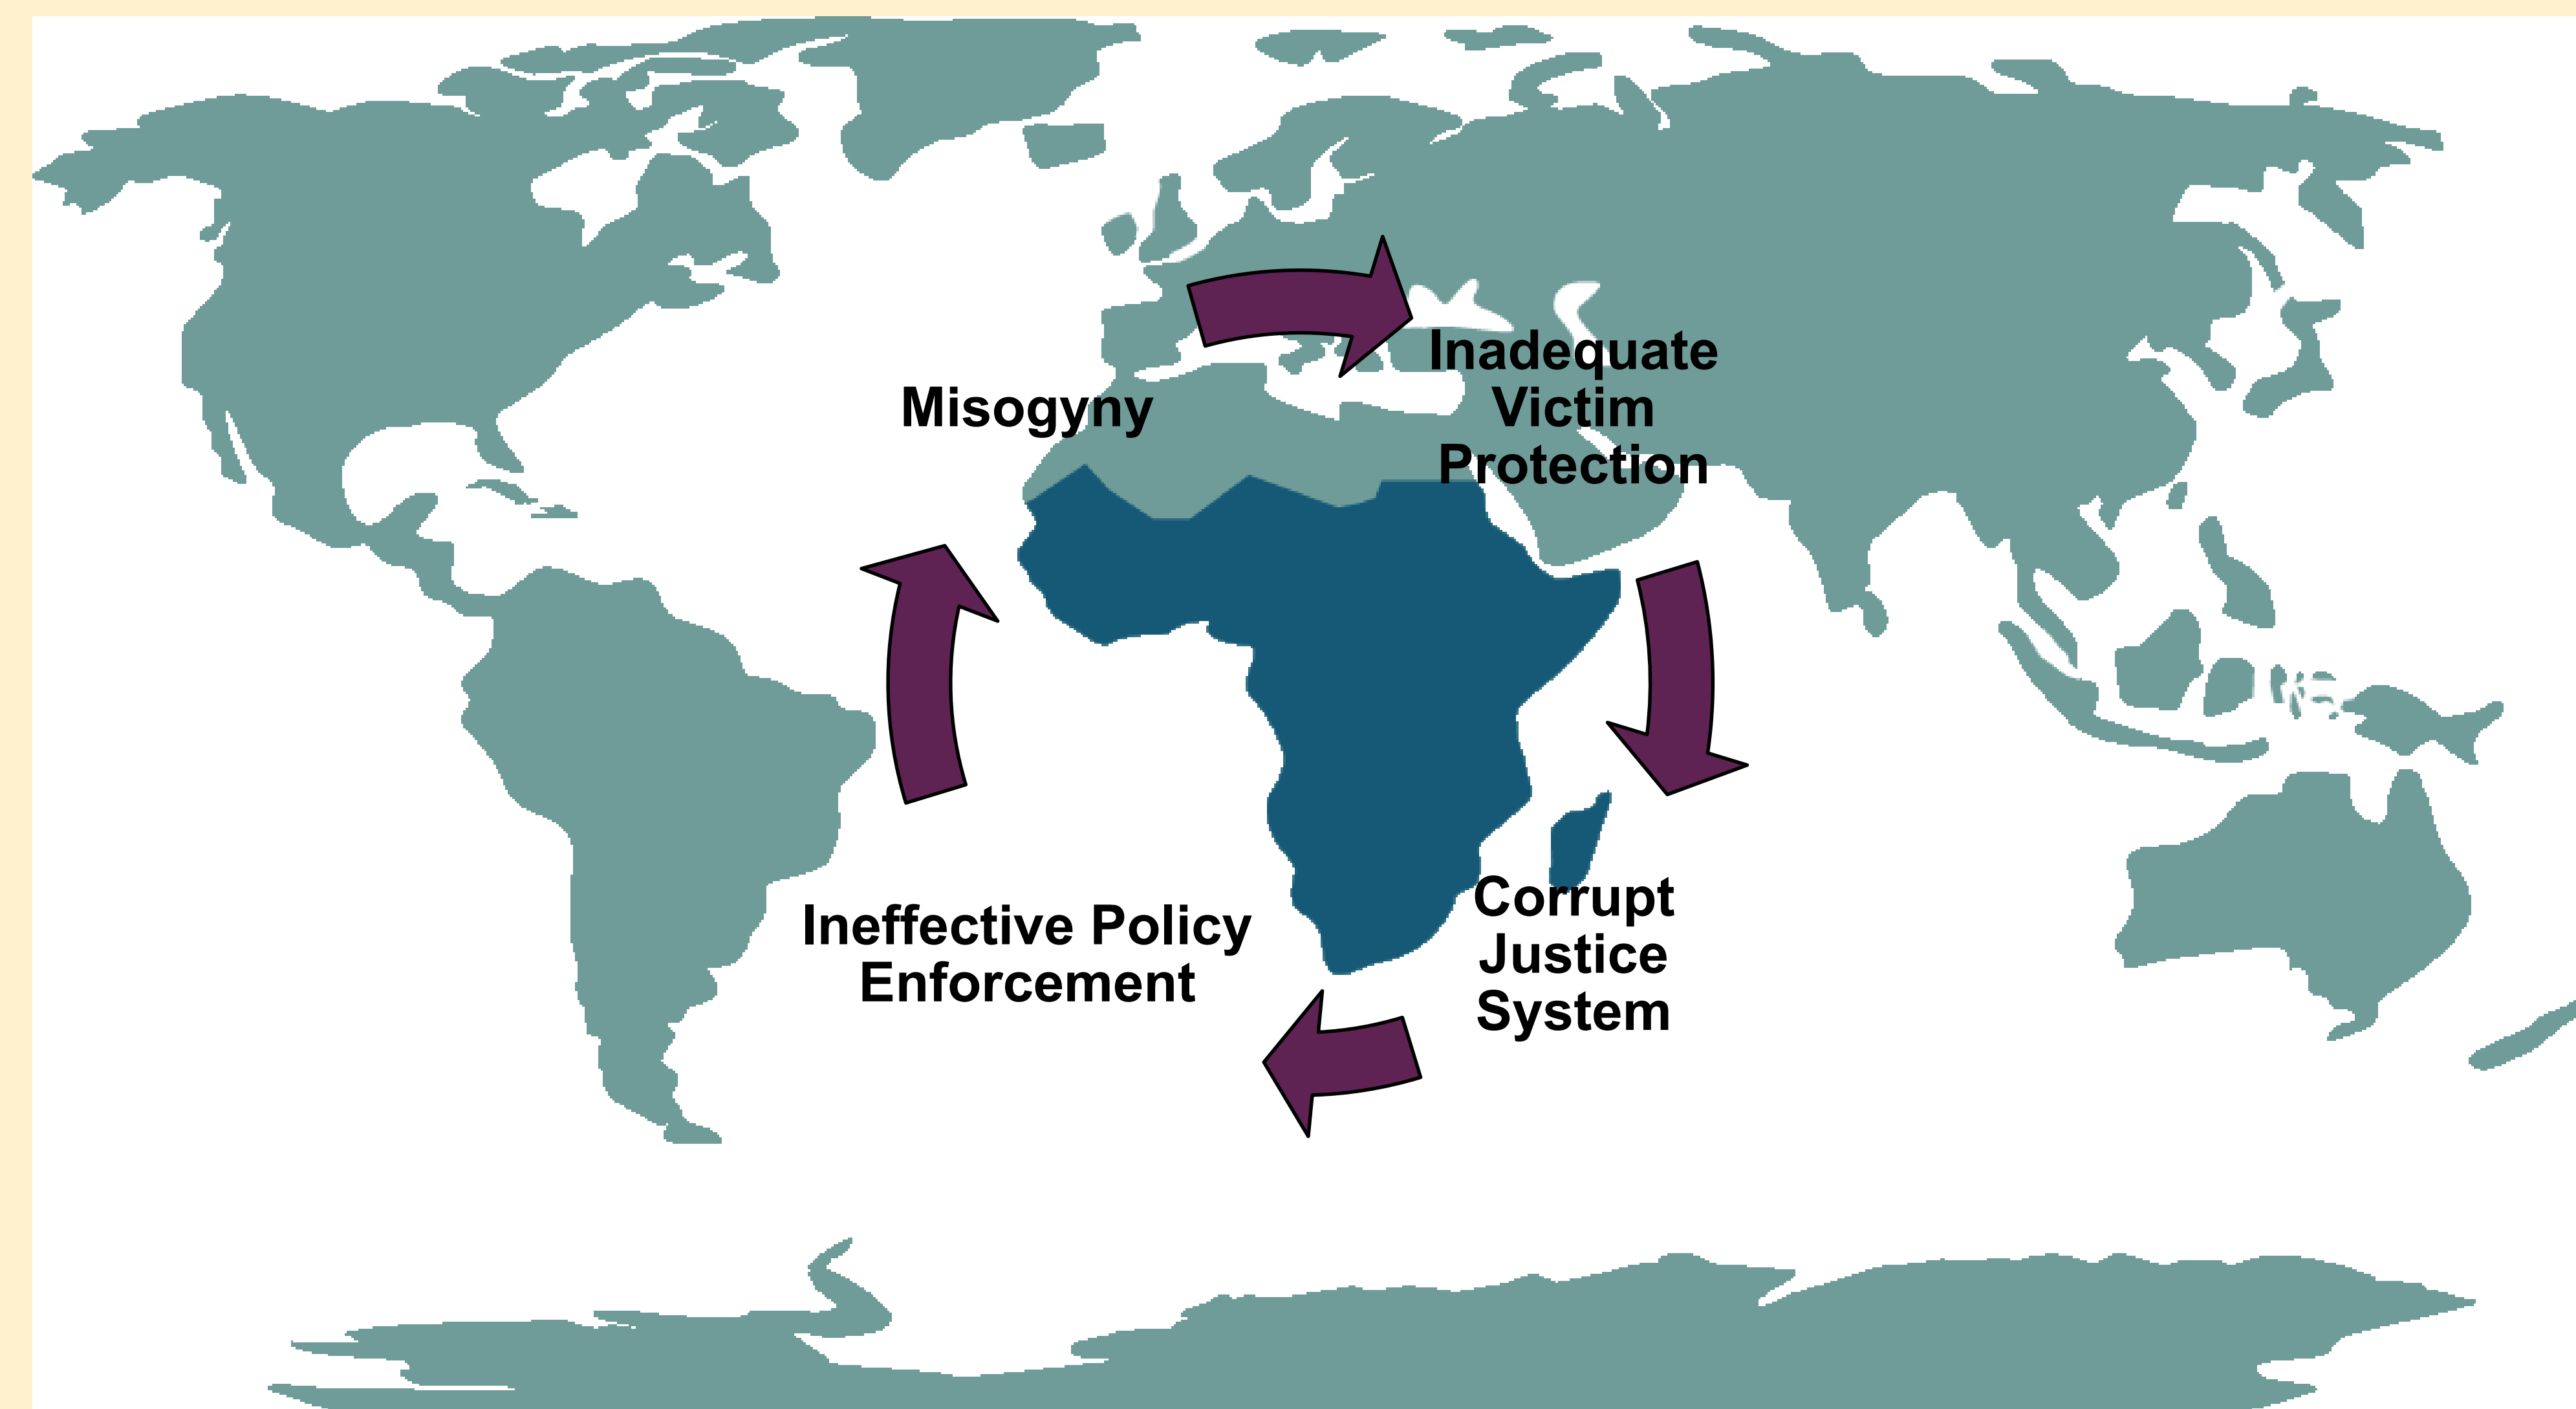 Misogyny
Inadequate
Victim
Protection
Corrupt
Justice
System
Ineffective Policy
Enforcement